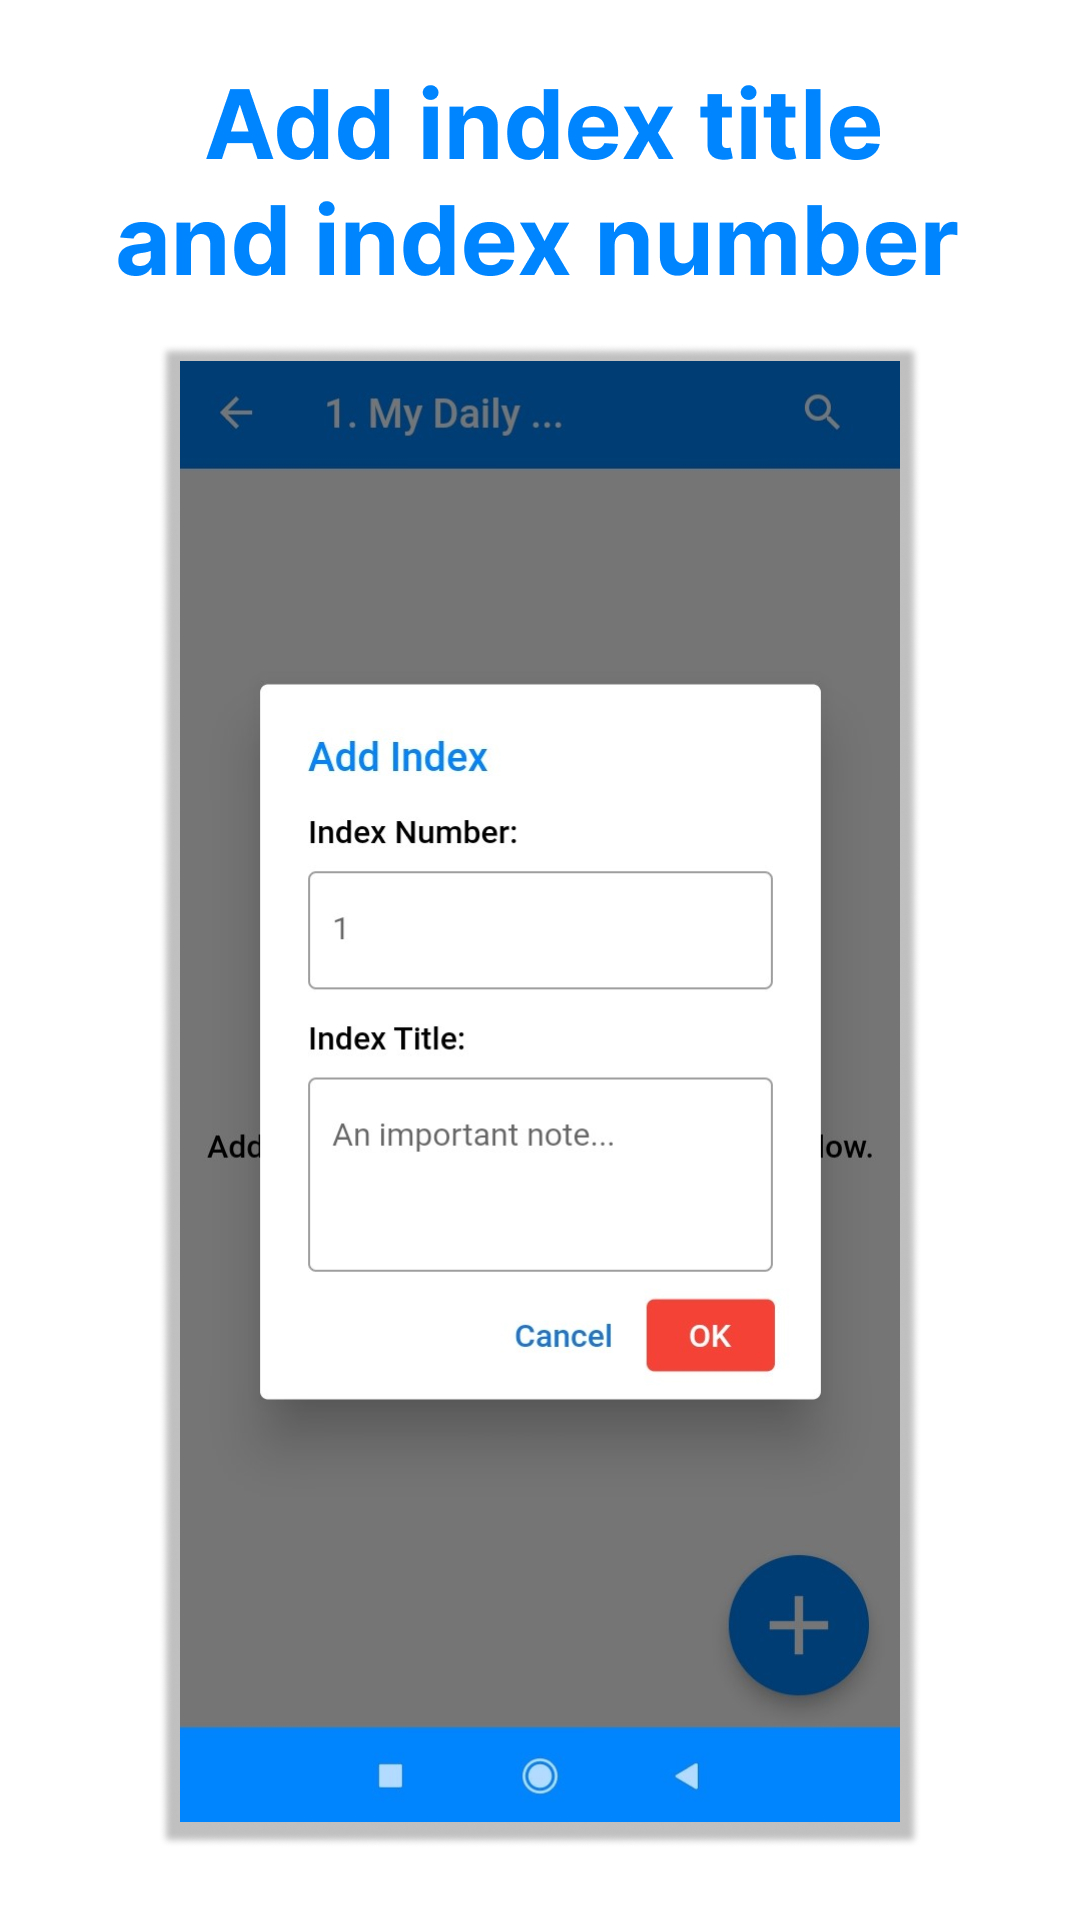 Add index title
and index number
1. My Daily ...
Add Index
Index Number:
1
Index Title:
An important note...
Add
low.
Cancel
OK